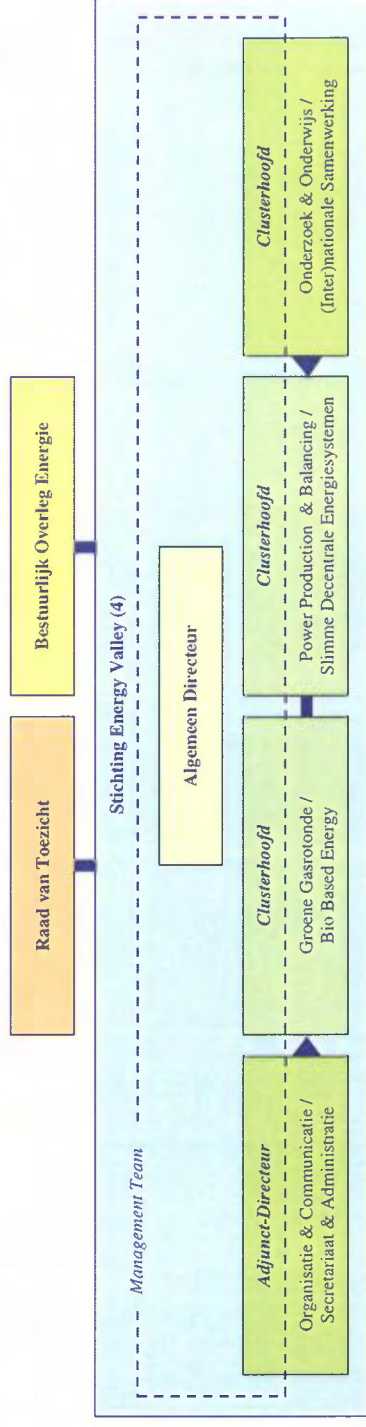 Raad van Toezicht
Bestuurlijk Overleg Energie
Stichting Energy Valley (4)
Management Team
Algemeen Directeur
Adjunct-Directeur
Organisatie & Communicatie /
Secretariaat & Administratie
Clusterhoofd
Groene Gasrotonde /
Bio Based Energy
Clusterhoofd
Power Production & Balancing /
Slimme Decentrale Energiesystemen
Clusterhoofd
Onderzoek & Onderwijs /
(Inter)nationale Samenwerking